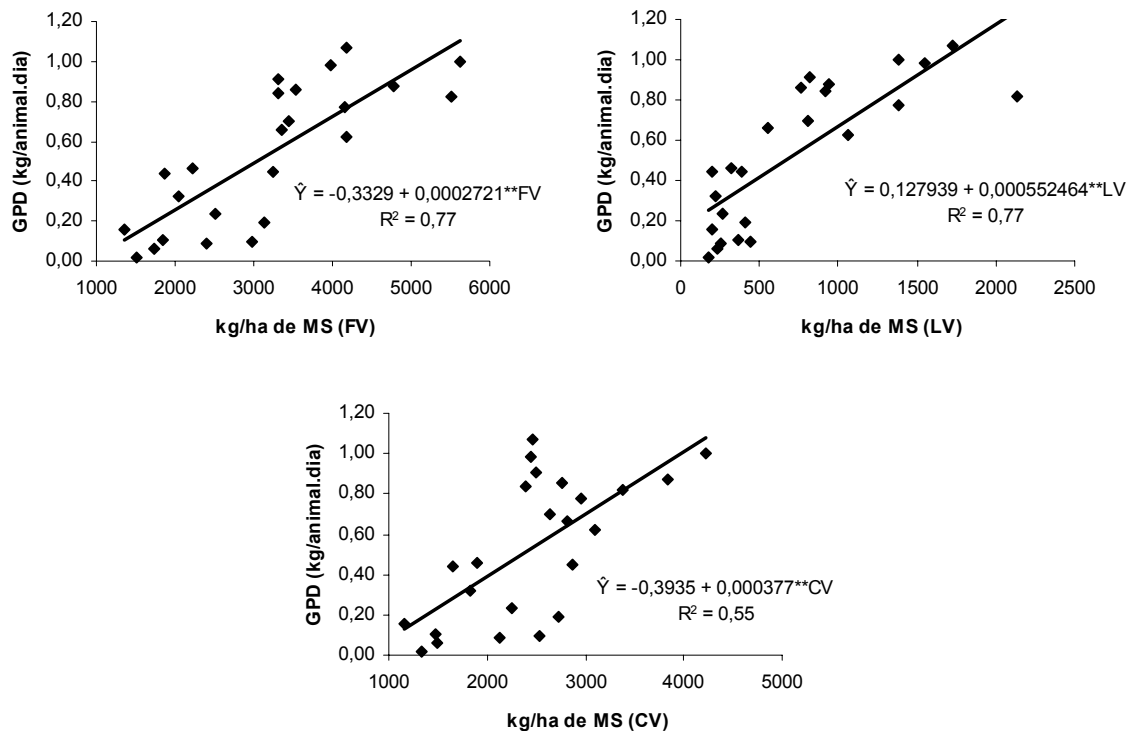 GPD (kg/animal.dia)
1,20
1,00
0,80
0,60
0,40
0,20
0,00
Ŷ = -0,3329 + 0,0002721**FV
R² = 0,77
1000 2000 3000 4000 5000 6000
kg/ha de MS (FV)
GPD (kg/animal.dia)
1,20
1,00
0,80
0,60
0,40
0,20
0,00
Ŷ = 0,127939 + 0,000552464**LV
R² = 0,77
0 500 1000 1500 2000 2500
kg/ha de MS (LV)
GPD (kg/animal.dia)
1,20
1,00
0,80
0,60
0,40
0,20
0,00
Ŷ = -0,3935 + 0,000377**CV
R² = 0,55
1000 2000 3000 4000 5000
kg/ha de MS (CV)